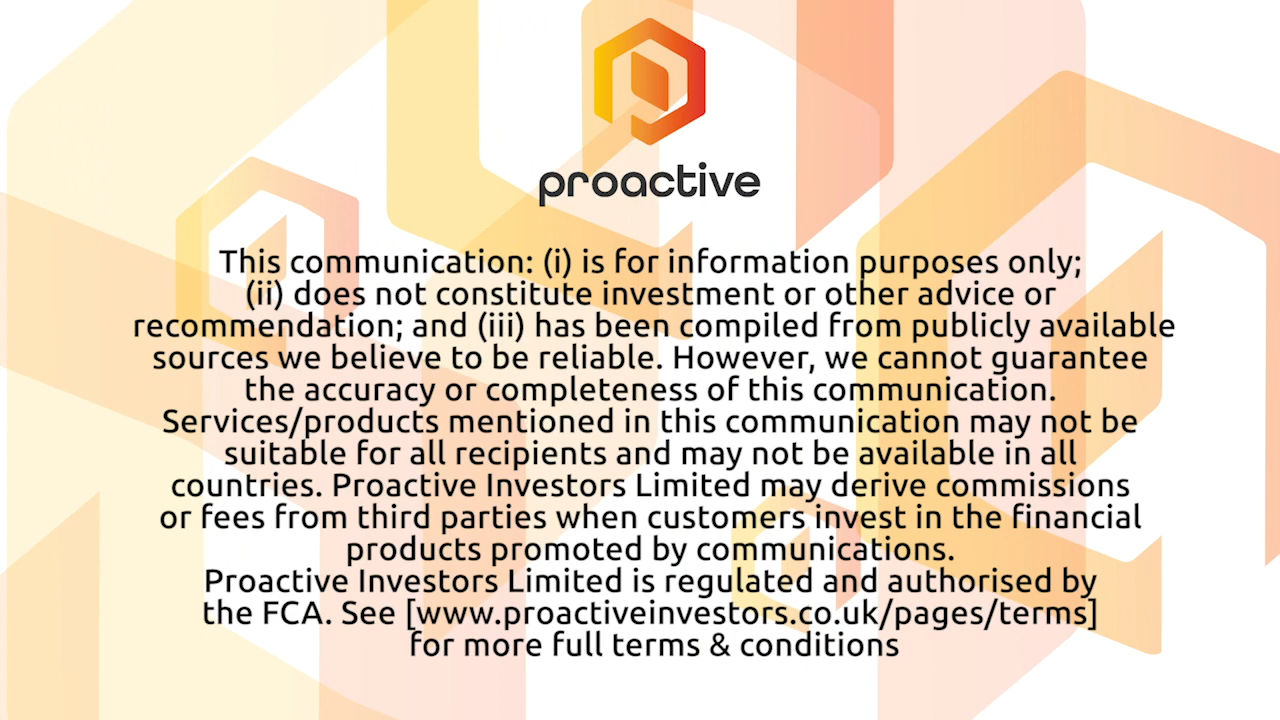 proactive
This communication: (i) is for information purposes only;
(ii) does not constitute investment or other advice or
recommendation; and (iii) has been compiled from publicly available
sources we believe to be reliable. However, we cannot guarantee
the accuracy or completeness of this communication.
Services/products mentioned in this communication may not be
suitable for all recipients and may not be available in all
countries. Proactive Investors Limited may derive commissions
or fees from third parties when customers invest in the financial
products promoted by communications.
Proactive Investors Limited is regulated and authorised by
the FCA. See [www.proactiveinvestors.co.uk/pages/terms]
for more full terms & conditions